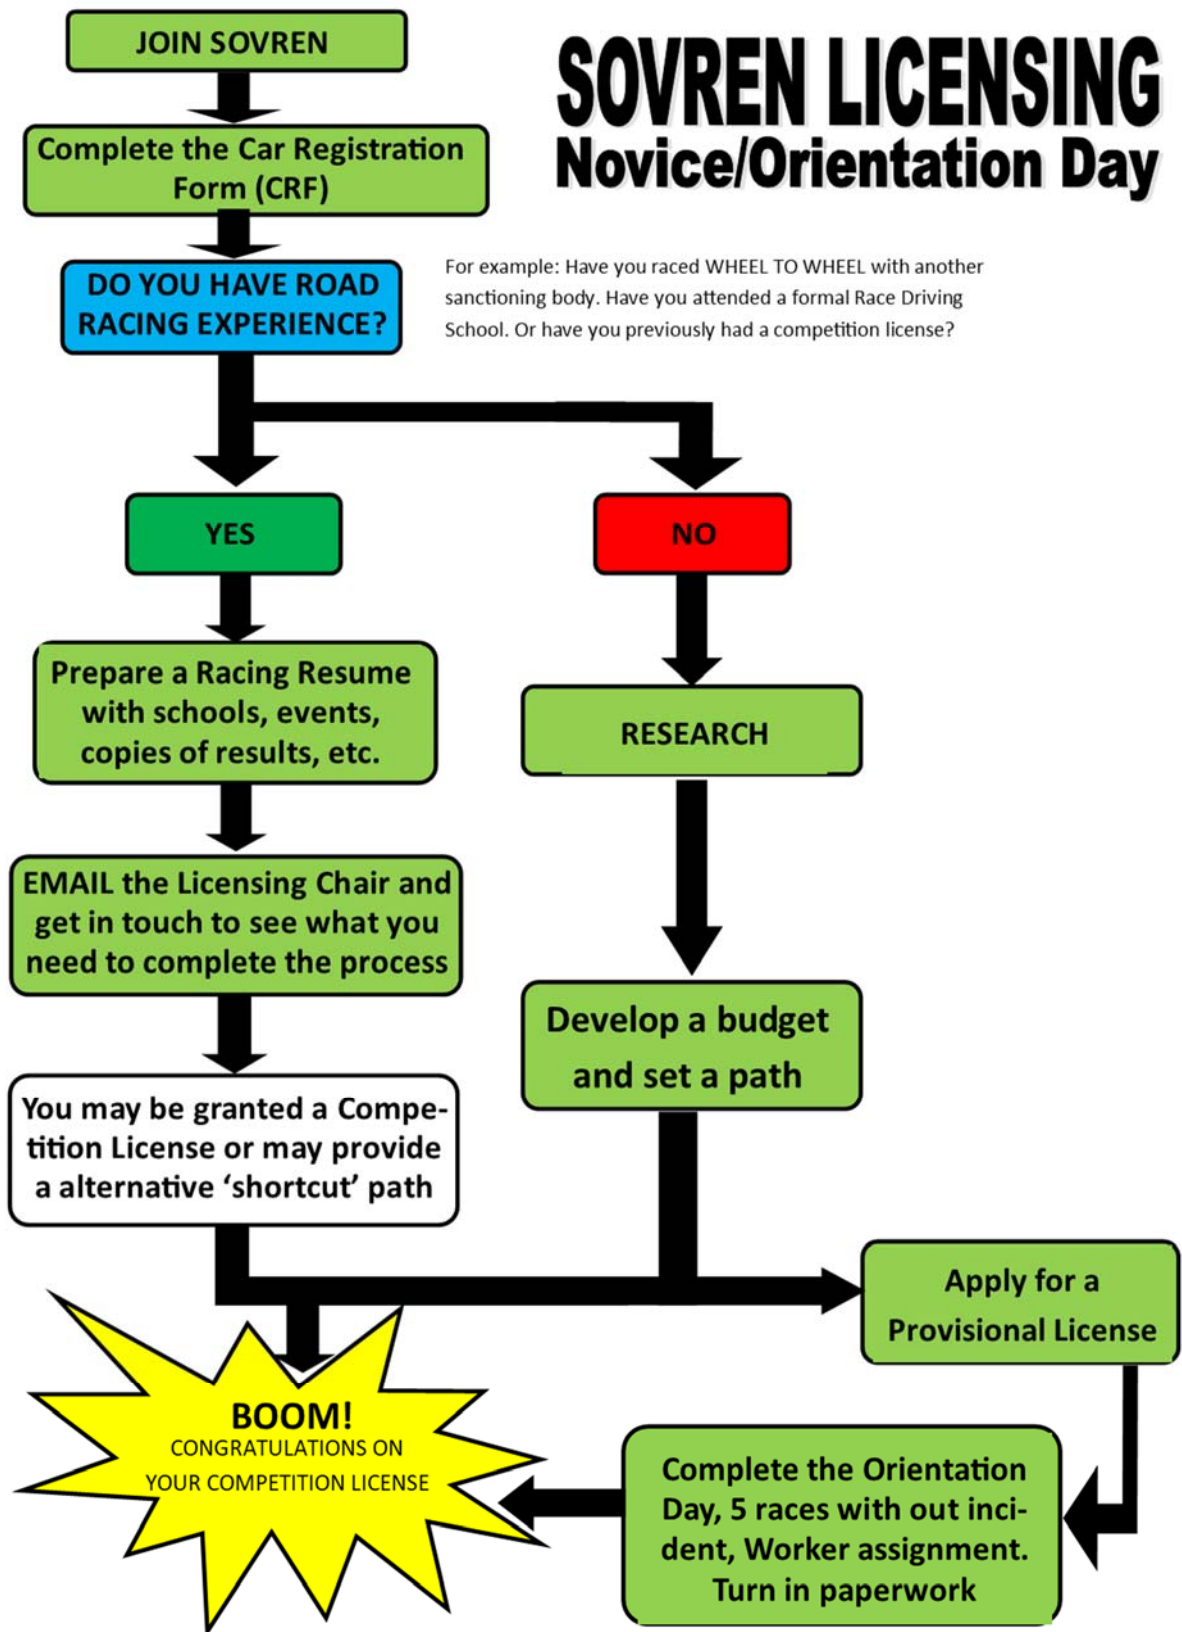 JOIN SOVREN
SOVREN LICENSING
Novice/Orientation Day
Complete the Car Registration
Form (CRF)
DO YOU HAVE ROAD
RACING EXPERIENCE?
For example: Have you raced WHEEL TO WHEEL with another
sanctioning body. Have you attended a formal Race Driving
School. Or have you previously had a competition license?
YES
NO
Prepare a Racing Resume
with schools, events,
copies of results, etc.
RESEARCH
EMAIL the Licensing Chair and
get in touch to see what you
need to complete the process
Develop a budget
and set a path
You may be granted a Compe-
tition License or may provide
a alternative ‘shortcut’ path
Apply for a
Provisional License
BOOM!
CONGRATULATIONS ON
YOUR COMPETITION LICENSE
Complete the Orientation
Day, 5 races with out inci-
dent, Worker assignment.
Turn in paperwork